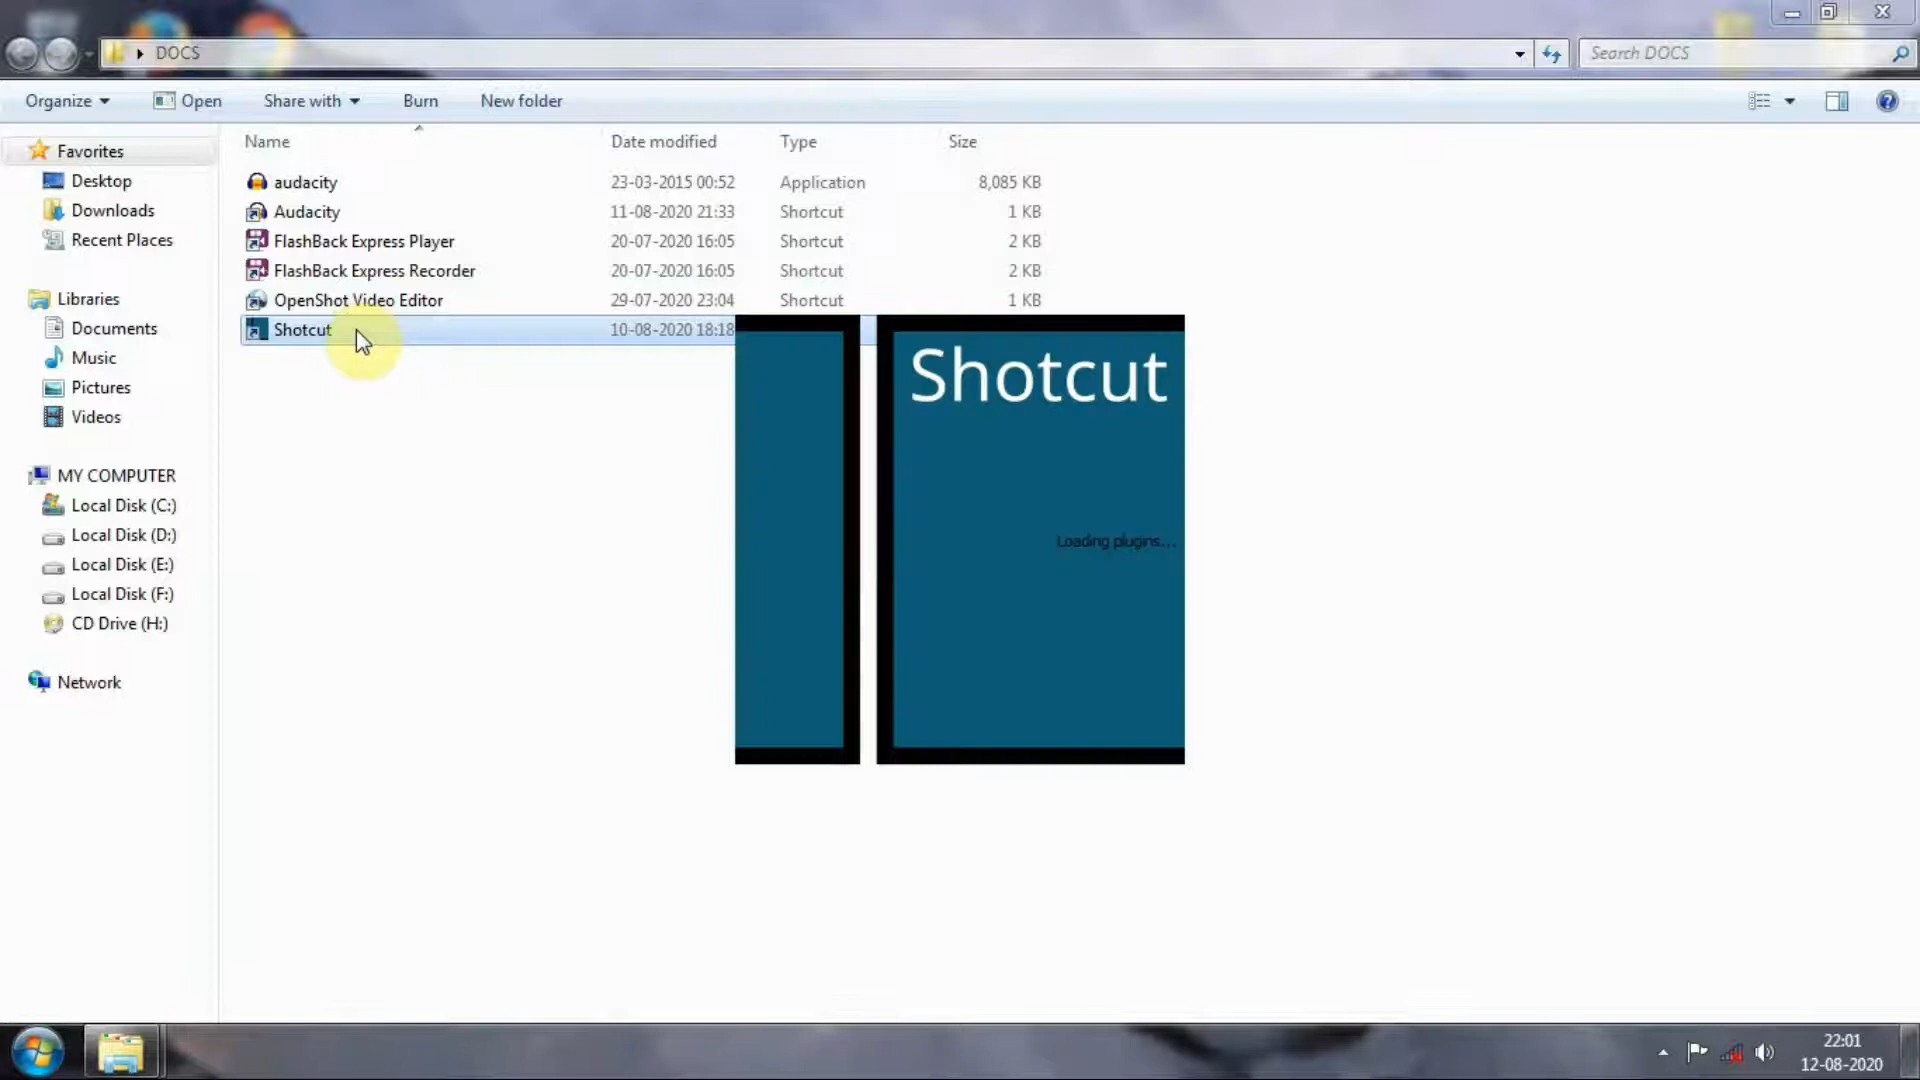 DOCS
Search DOCS
Organize Open Share with Burn New folder
Name Date modified Type Size
Favorites
Desktop
Downloads
Recent Places
Libraries
Documents
Music
Pictures
Videos
MY COMPUTER
Local Disk (C:)
Local Disk (D:)
Local Disk (E:)
Local Disk (F:)
CD Drive (H:)
Network
audacity 23-03-2015 00:52 Application 8,085 KB
Audacity 11-08-2020 21:33 Shortcut 1 KB
FlashBack Express Player 20-07-2020 16:05 Shortcut 2 KB
FlashBack Express Recorder 20-07-2020 16:05 Shortcut 2 KB
OpenShot Video Editor 29-07-2020 23:04 Shortcut 1 KB
Shotcut 10-08-2020 18:18
Shotcut
Loading plugins...
22:01
12-08-2020